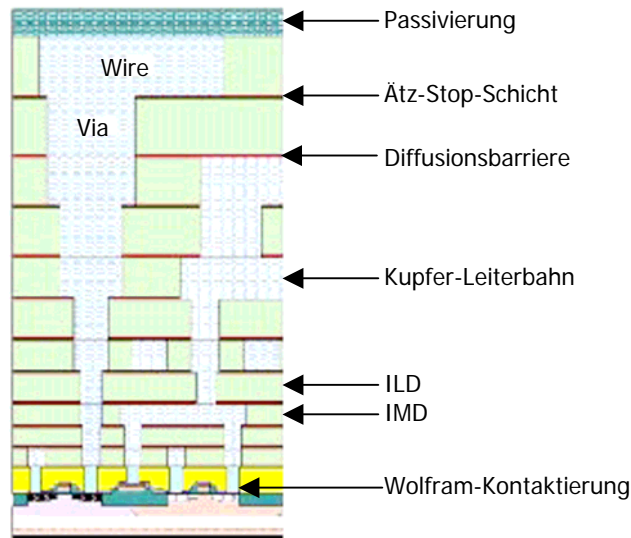 Passivierung
Wire
Ätz-Stop-Schicht
Via
Diffusionsbarriere
Kupfer-Leiterbahn
ILD
IMD
Wolfram-Kontaktierung